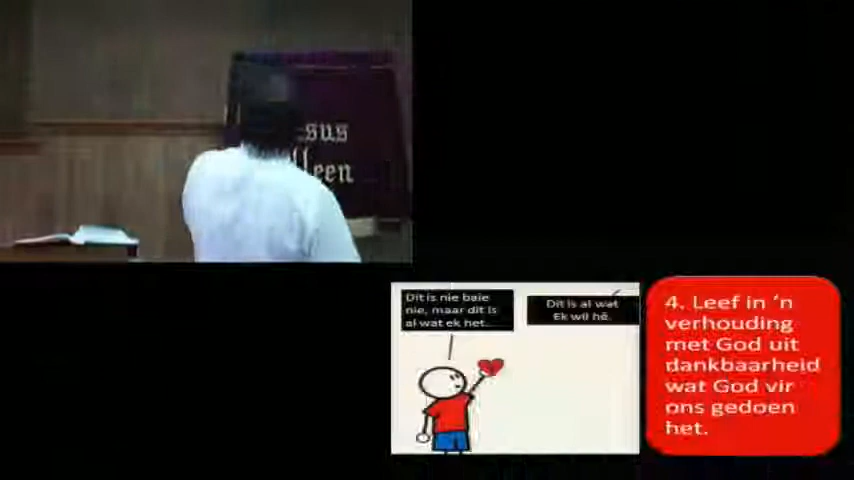 sus
lleen
Dit is nie baie
nie, maar dit is
al wat ek het.
Dit is al wat
Ek wil hê.
4. Leef in ‘n
verhouding
met God uit
dankbaarheid
wat God vir
ons gedoen
het.